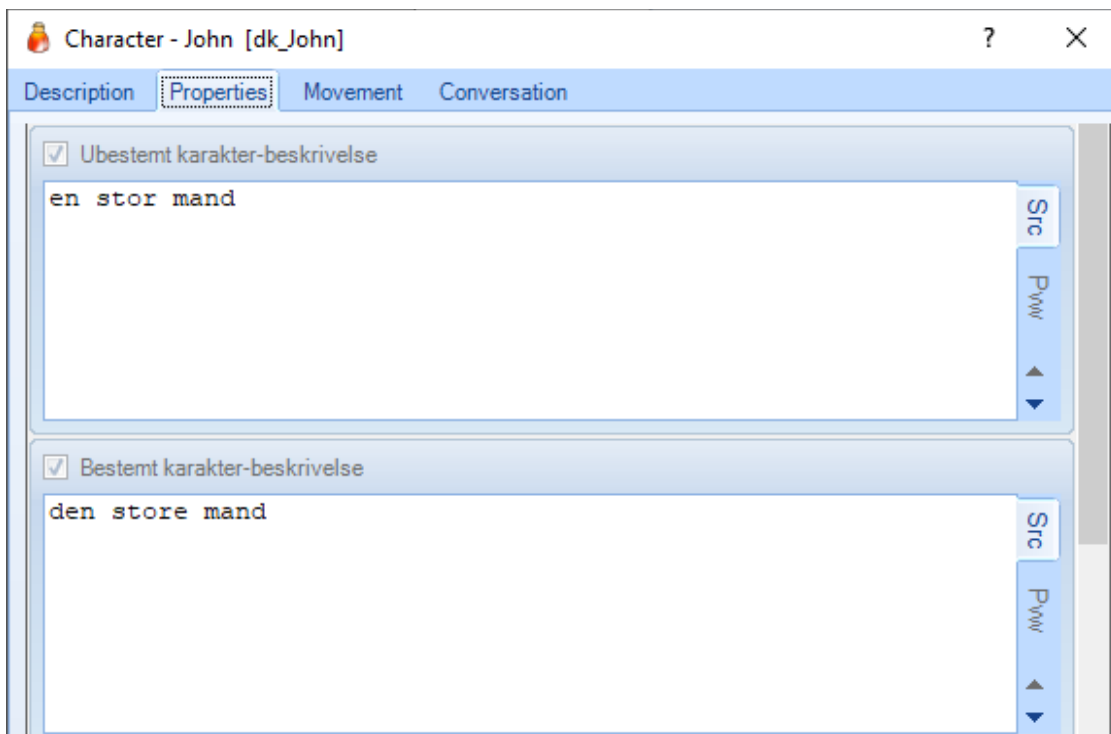 Character - John [dk_John]
?
Description Properties Movement Conversation
Ubestemt karakter-beskrivelse
en stor mand
Src
Pvw
Bestemt karakter-beskrivelse
den store mand
Src
Pvw